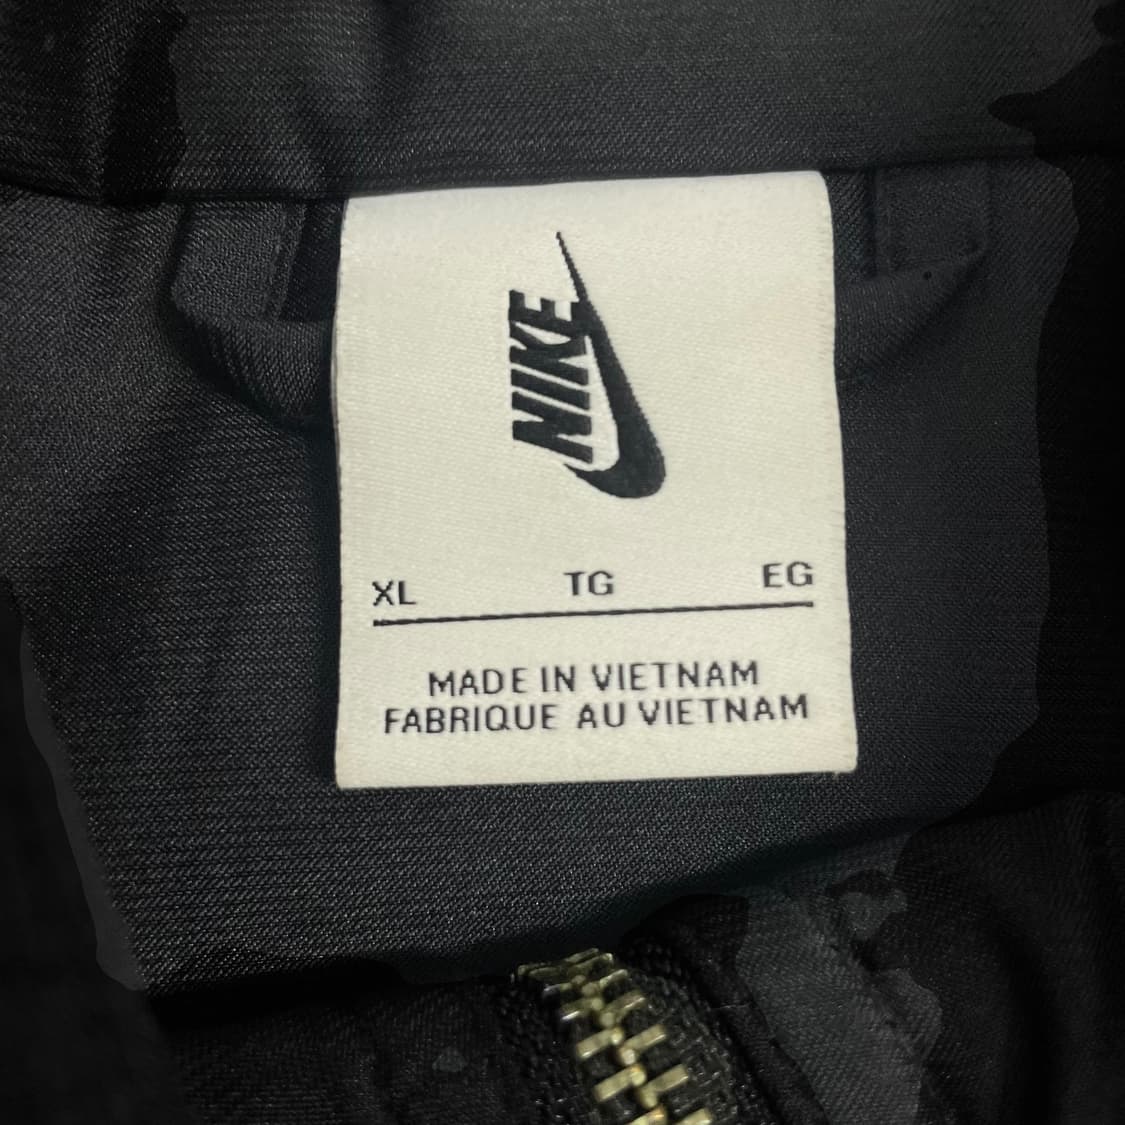 NIKE
XL TG EG
MADE IN VIETNAM
FABRIQUE AU VIETNAM